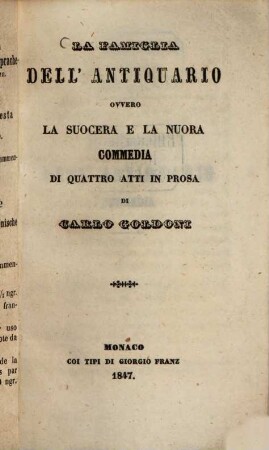 LA FAMIGLIA
DELL' ANTIQUARIO
OVVERO
LA SUOCERA E LA NUORA
COMMEDIA
DI QUATTRO ATTI IN PROSA
DI
CARLO GOLDONI
MONACO
COI TIPI DI GIORGIO FRANZ
1847.